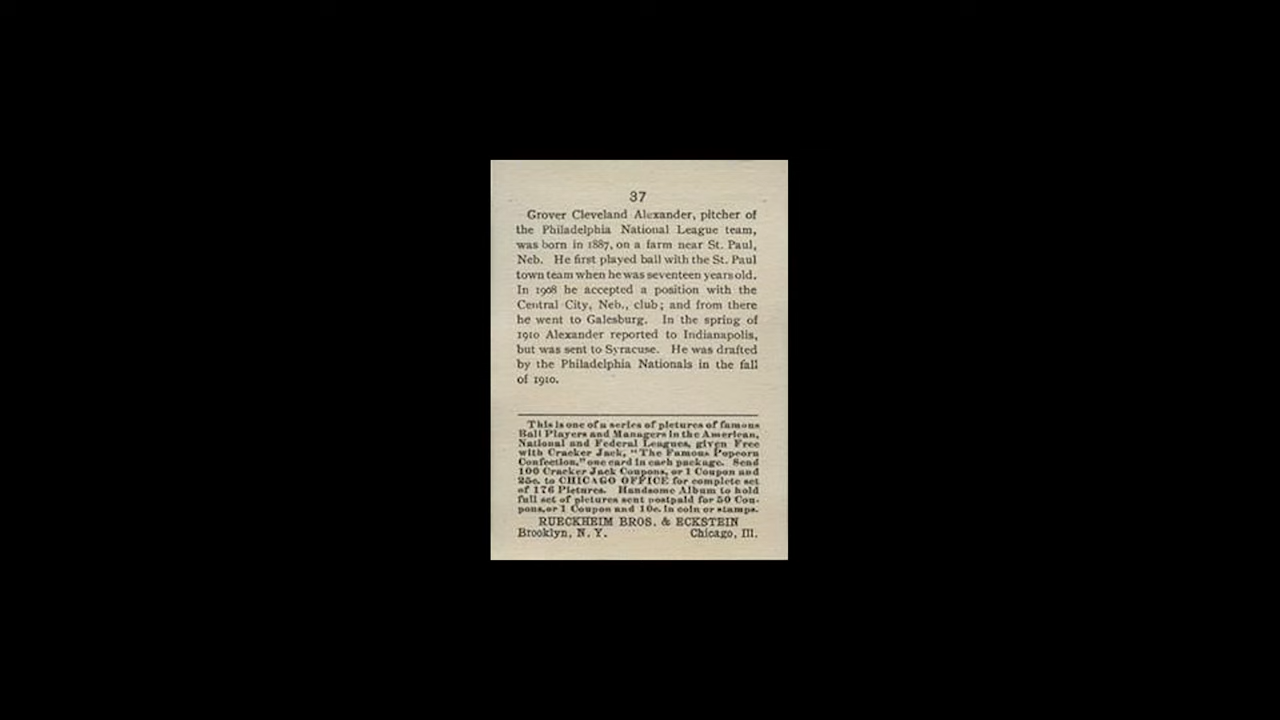 37
Grover Cleveland Alexander, pitcher of
the Philadelphia National League team,
was born in 1887, on a farm near St. Paul,
Neb. He first played ball with the St. Paul
town team when he was seventeen years old.
In 1908 he accepted a position with the
Central City, Neb., club; and from there
he went to Galesburg. In the spring of
1910 Alexander reported to Indianapolis,
but was sent to Syracuse. He was drafted
by the Philadelphia Nationals in the fall
of 1910.
This is one of a series of pictures of famous
Ball Players and Managers in the American,
National and Federal Leagues, given Free
with Cracker Jack, "The Famous Popcorn
Confection," one card in each package. Send
100 Cracker Jack Coupons, or 1 Coupon and
25c. to CHICAGO OFFICE for complete set
of 176 Pictures. Handsome Album to hold
full set of pictures sent postpaid for 50 Cou-
pons, or 1 Coupon and 10c. in coin or stamps.
RUECKHEIM BROS. & ECKSTEIN
Brooklyn, N. Y. Chicago, Ill.